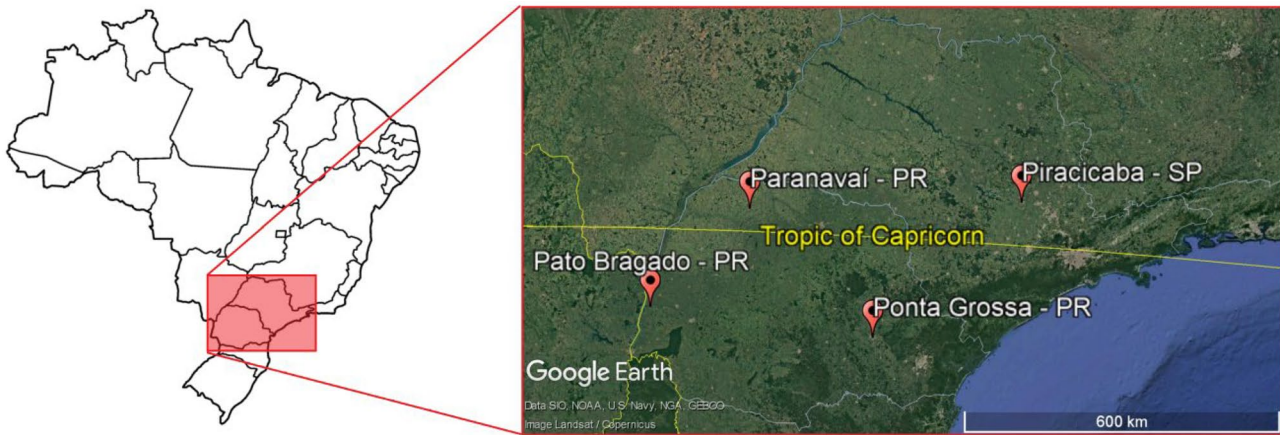 Paranavaí - PR
Piracicaba - SP
Tropic of Capricorn
Pato Bragado - PR
Ponta Grossa - PR
Google Earth
Data SIO, NOAA, U.S. Navy, NGA, GEBCO
Image Landsat / Copernicus
600 km